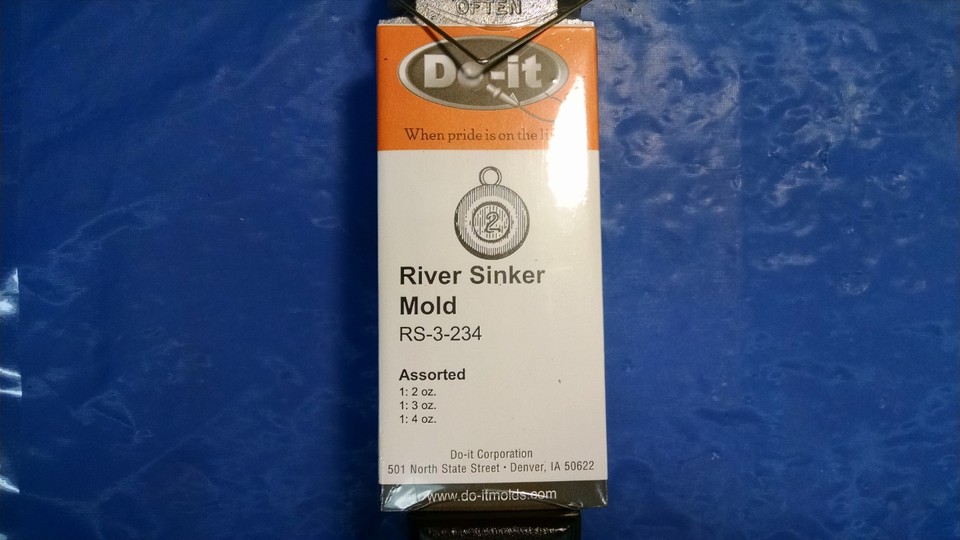 OFTEN
Do-it
When pride is on the li
2
River Sinker
Mold
RS-3-234
Assorted
1: 2 oz.
1: 3 oz.
1: 4 oz.
Do-it Corporation
501 North State Street • Denver, IA 50622
www.do-itmolds.com